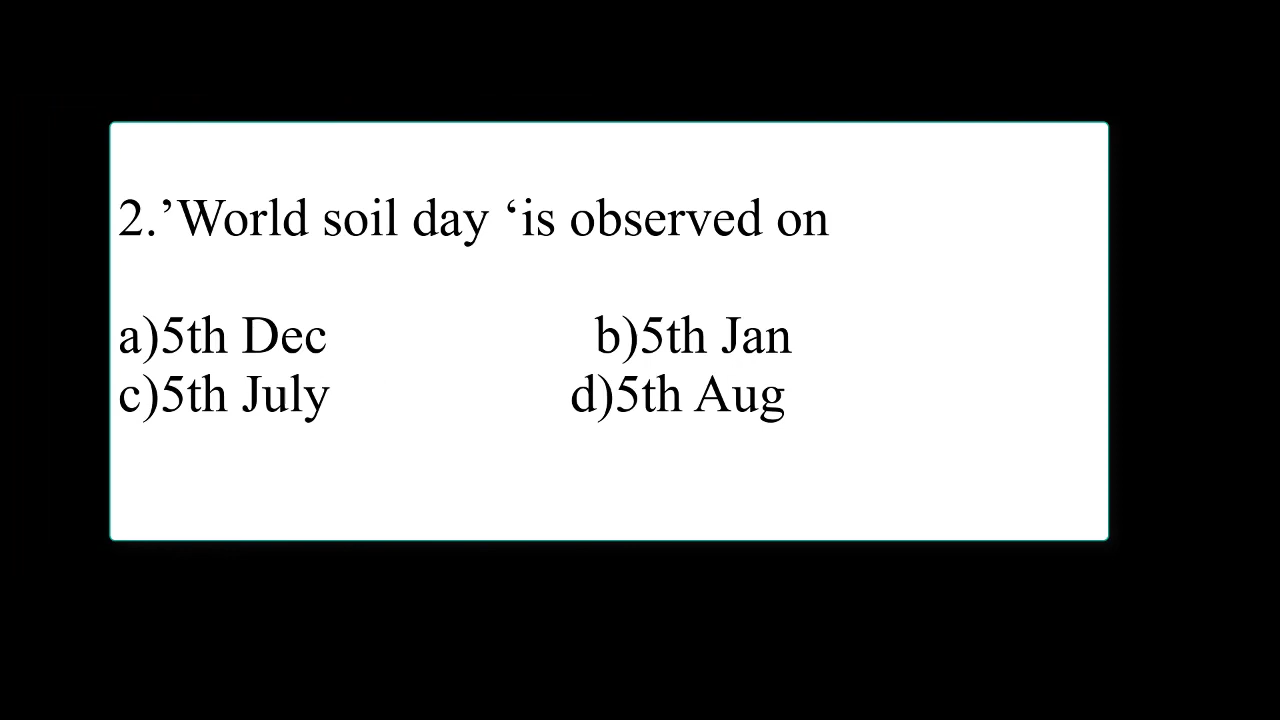 2.’World soil day ‘is observed on
a)5th Dec b)5th Jan
c)5th July d)5th Aug